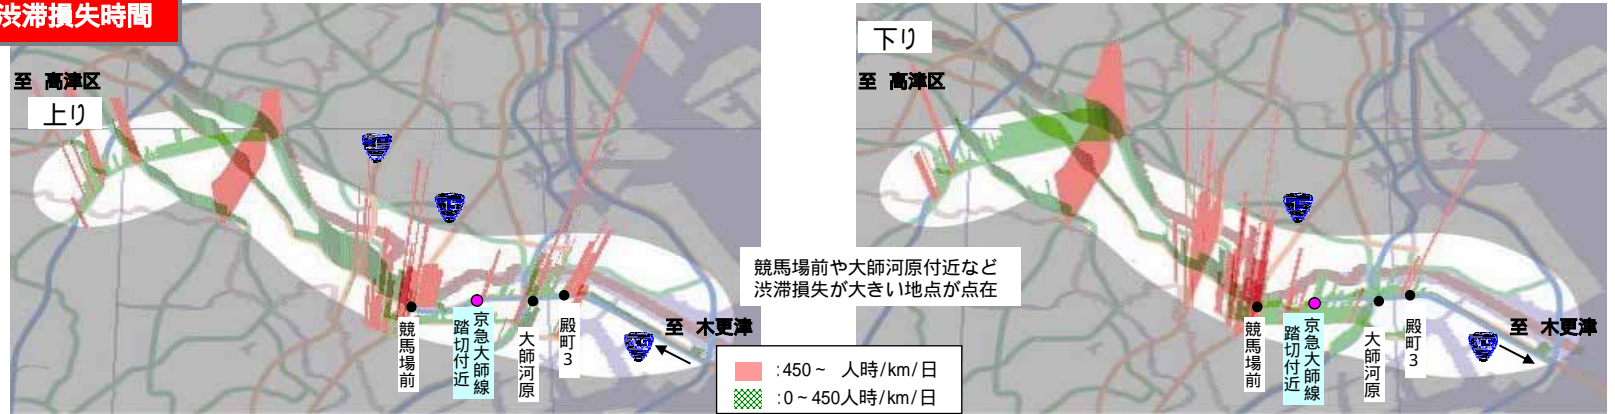 渋滞損失時間
至 高津区
上り
競馬場前
京急大師線
踏切付近
大師河原
殿町3
至 木更津
競馬場前や大師河原付近など
渋滞損失が大きい地点が点在
:450~ 人時/km/日
:0~450人時/km/日
下り
至 高津区
競馬場前
京急大師線
踏切付近
大師河原
殿町3
至 木更津